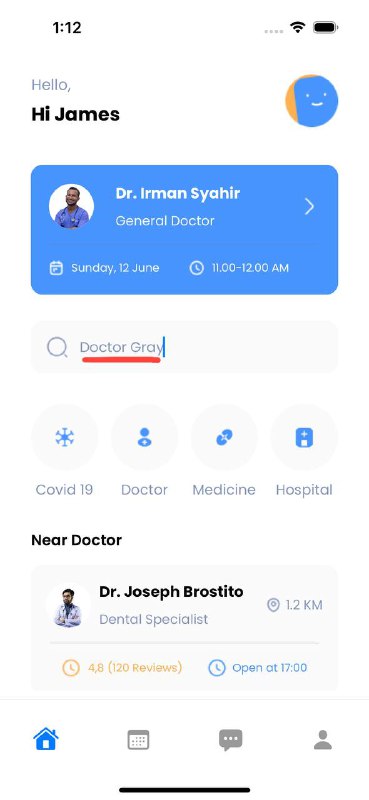 1:12
Hello,
Hi James
Dr. Irman Syahir
General Doctor
Sunday, 12 June 11.00-12.00 AM
Doctor Gray
Covid 19 Doctor Medicine Hospital
Near Doctor
Dr. Joseph Brostito
1.2 KM
Dental Specialist
4,8 (120 Reviews) Open at 17:00